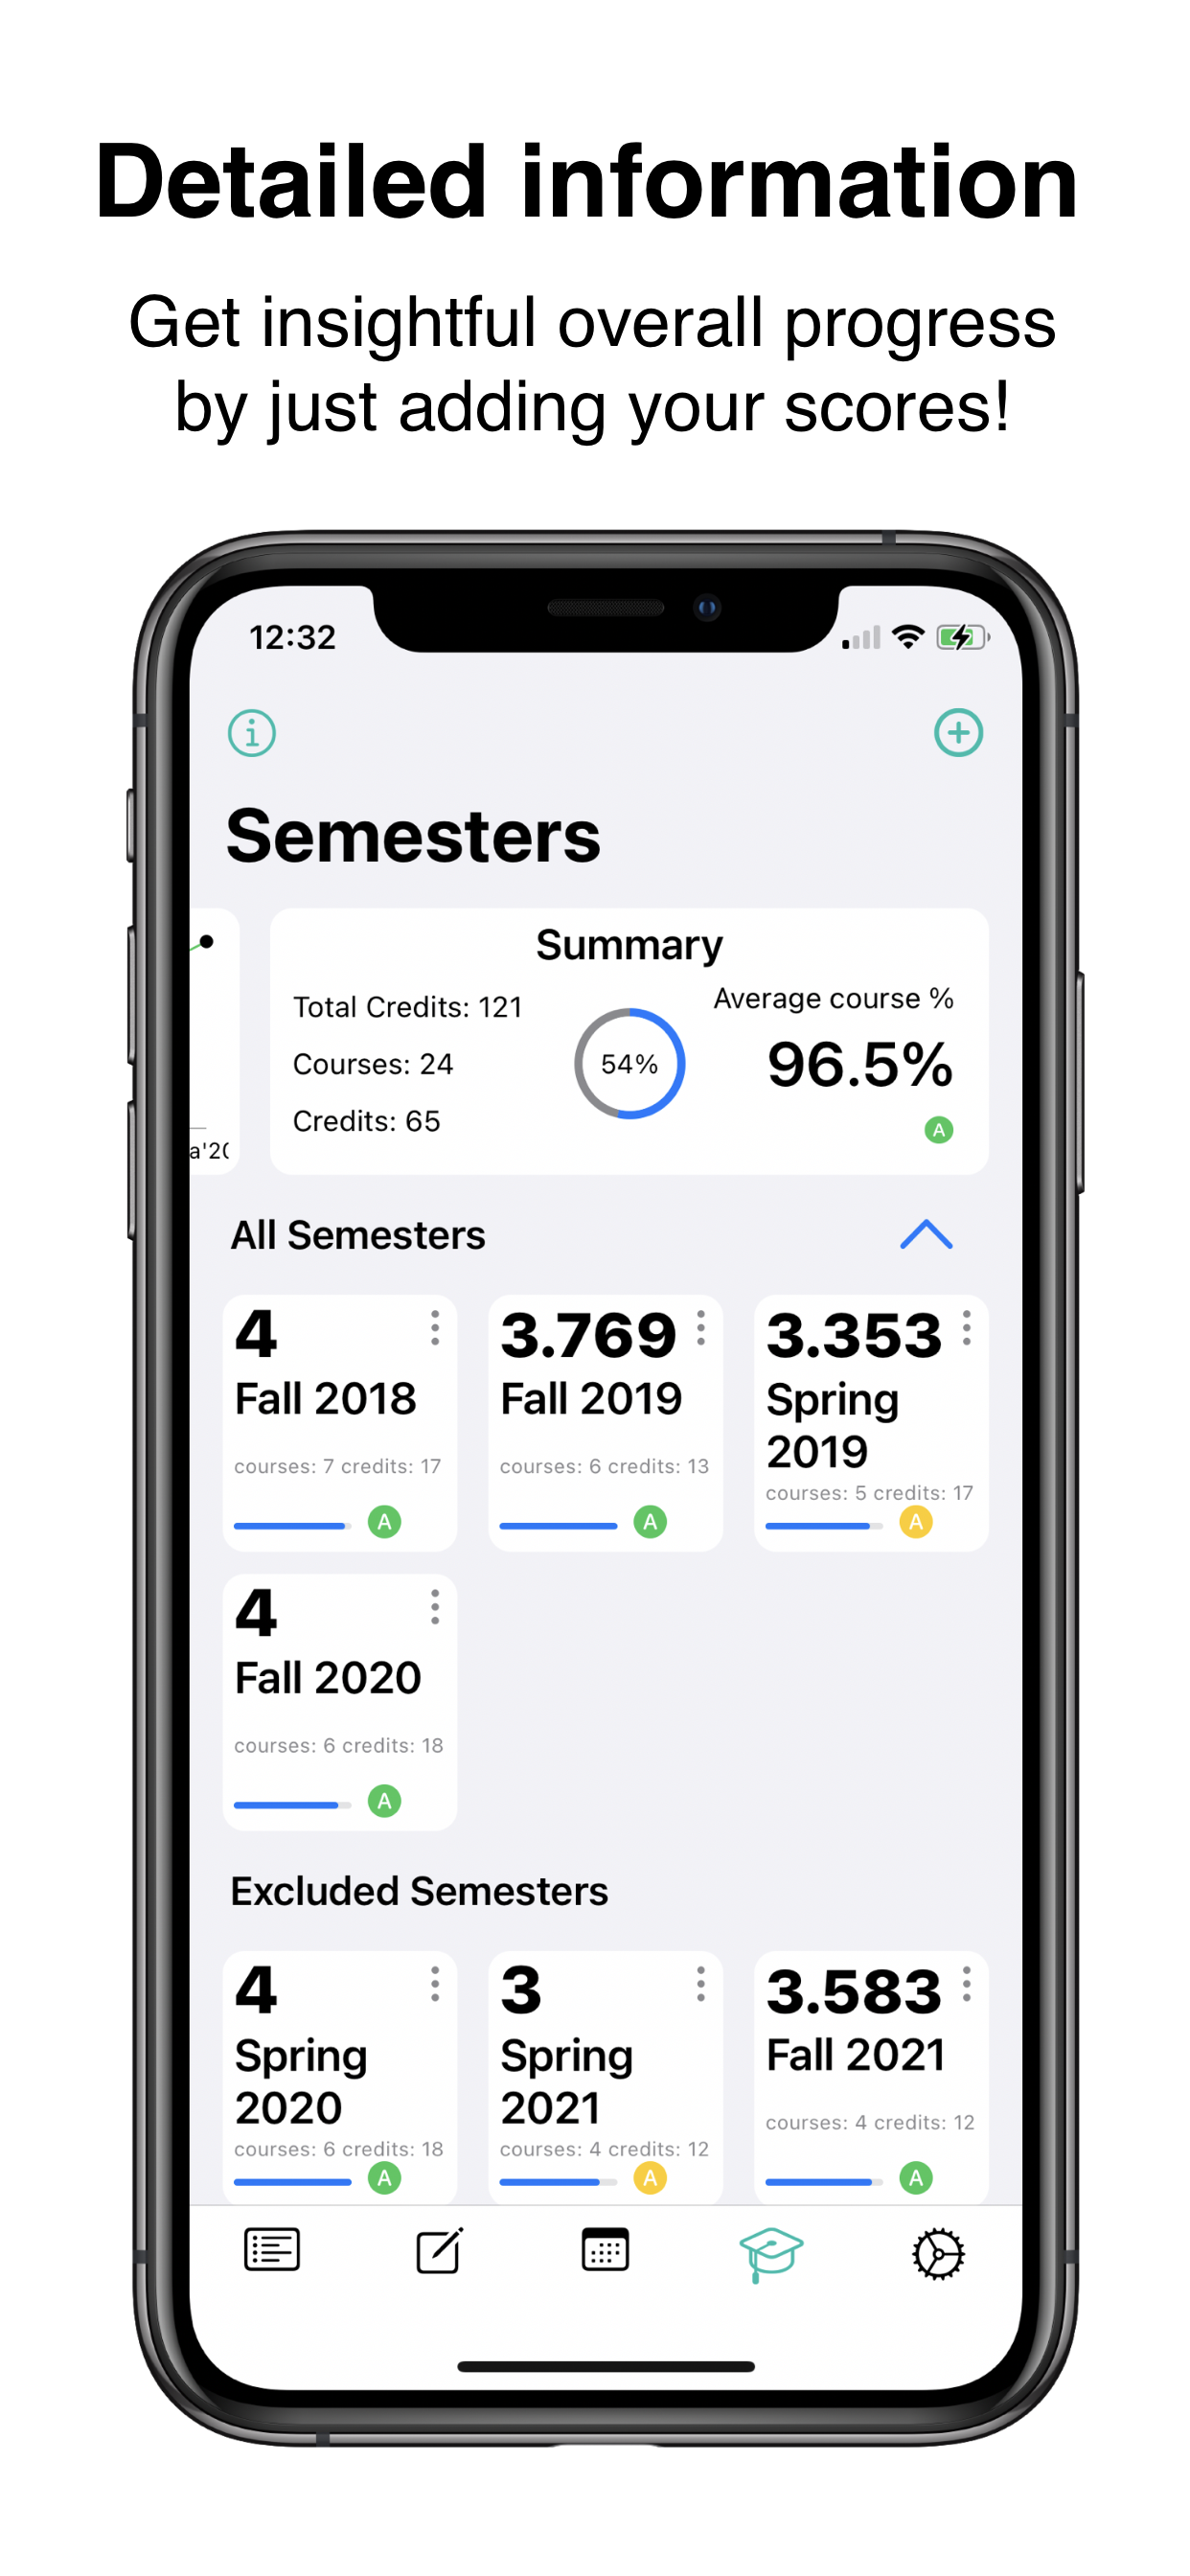 Detailed information
Get insightful overall progress
by just adding your scores!
12:32
Semesters
a'20
Summary
Total Credits: 121
Courses: 24
Credits: 65
54%
Average course %
96.5%
A
All Semesters
4
Fall 2018
courses: 7 credits: 17
A
3.769
Fall 2019
courses: 6 credits: 13
A
3.353
Spring
2019
courses: 5 credits: 17
A
4
Fall 2020
courses: 6 credits: 18
A
Excluded Semesters
4
Spring
2020
courses: 6 credits: 18
A
3
Spring
2021
courses: 4 credits: 12
A
3.583
Fall 2021
courses: 4 credits: 12
A